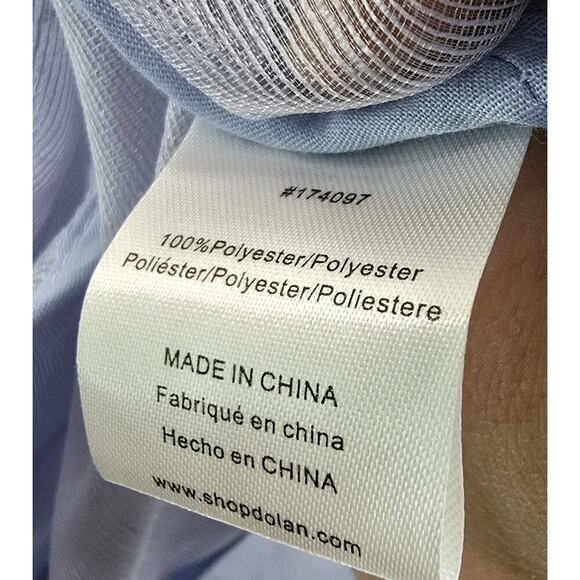 #174097
100%Polyester/Polyester
Poliéster/Polyester/Poliestere
MADE IN CHINA
Fabriqué en china
Hecho en CHINA
www.shopdolan.com